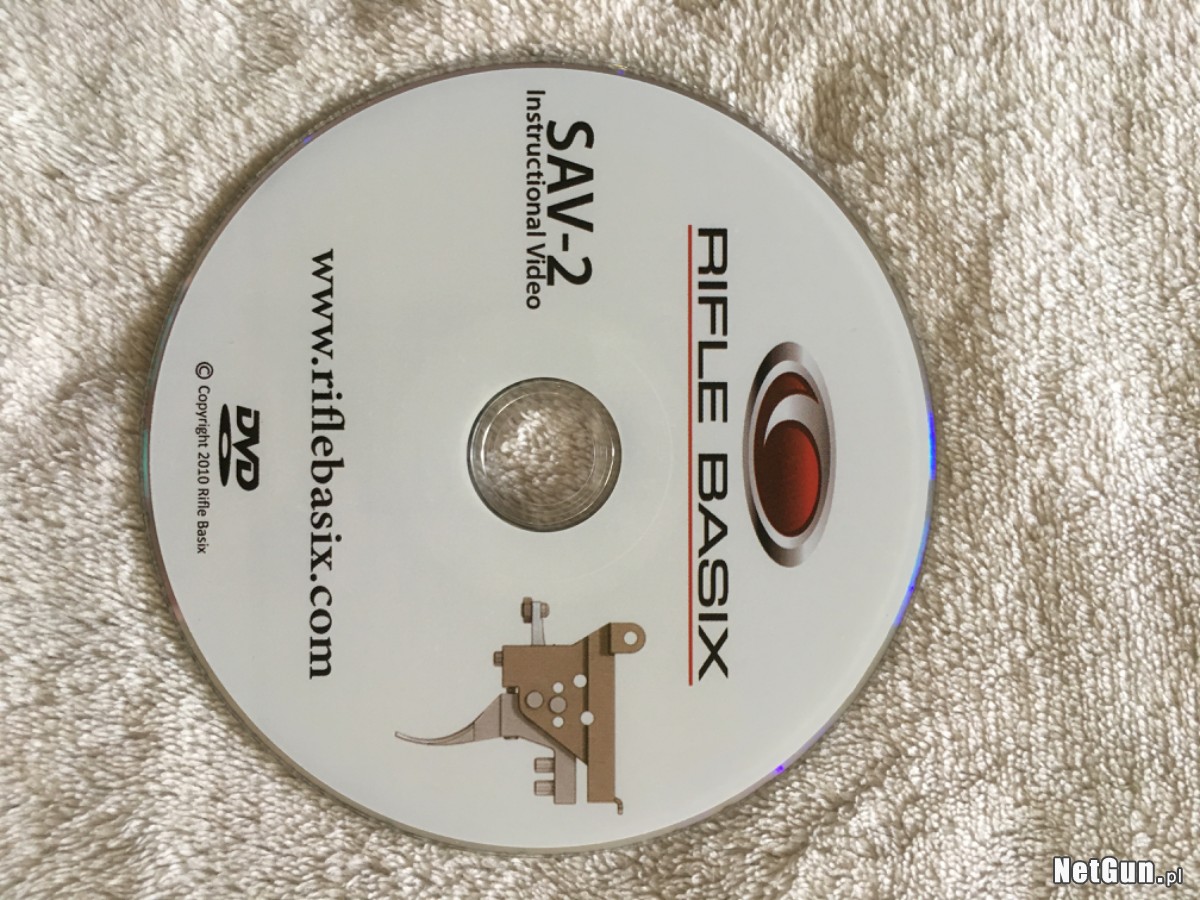 RIFLE BASIX
SAV-2
Instructional Video
www.riflebasix.com
DVD
© Copyright 2010 Rifle Basix
NetGun.pl